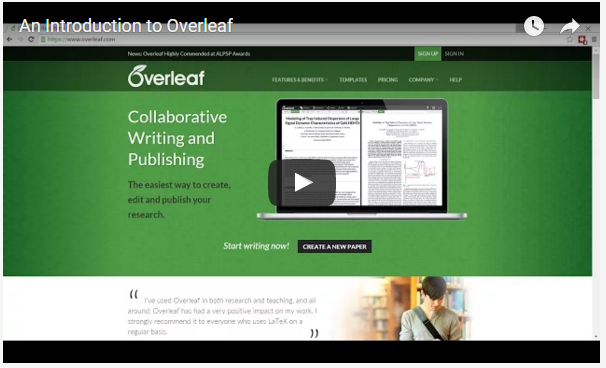 An Introduction to Overleaf
https://www.overleaf.com
News: Overleaf Highly Commended at ALPSP Awards
SIGN UP SIGN IN
Overleaf
FEATURES & BENEFITS TEMPLATES PRICING COMPANY HELP
Collaborative
Writing and
Publishing
The easiest way to create,
edit and publish your
research.
Start writing now! CREATE A NEW PAPER
“ I've used Overleaf in both research and teaching, and all
around, Overleaf has had a very positive impact on my work. I
strongly recommend it to everyone who uses LaTeX on a
regular basis. ”